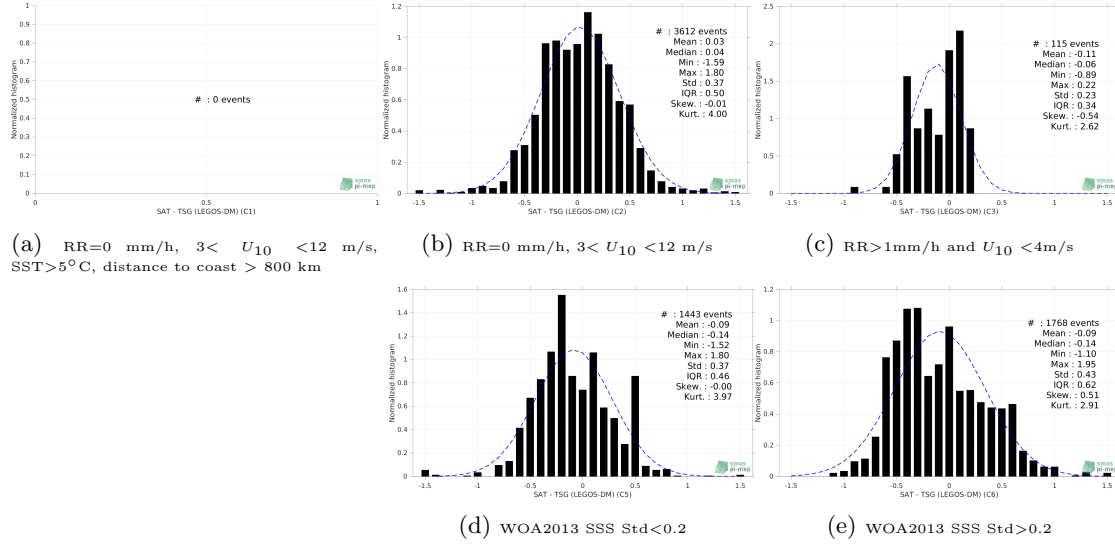 1
0.9
0.8
0.7
0.6
0.5
0.4
0.3
0.2
0.1
0
Normalized histogram
# : 0 events
smos
pi-mep
0 0.5 1
SAT - TSG (LEGOS-DM) (C1)
(a) RR=0 mm/h, 3< U10 <12 m/s,
SST>5°C, distance to coast > 800 km
1.2
1
0.8
0.6
0.4
0.2
0
Normalized histogram
# : 3612 events
Mean : 0.03
Median : 0.04
Min : -1.59
Max : 1.80
Std : 0.37
IQR : 0.50
Skew. : -0.01
Kurt. : 4.00
smos
pi-mep
-1.5 -1 -0.5 0 0.5 1 1.5
SAT - TSG (LEGOS-DM) (C2)
(b) RR=0 mm/h, 3< U10 <12 m/s
2.5
2
1.5
1
0.5
0
Normalized histogram
# : 115 events
Mean : -0.11
Median : -0.06
Min : -0.89
Max : 0.22
Std : 0.23
IQR : 0.34
Skew. : -0.54
Kurt. : 2.62
smos
pi-mep
-1.5 -1 -0.5 0 0.5 1 1.5
SAT - TSG (LEGOS-DM) (C3)
(c) RR>1mm/h and U10 <4m/s
1.6
1.4
1.2
1
0.8
0.6
0.4
0.2
0
Normalized histogram
# : 1443 events
Mean : -0.09
Median : -0.14
Min : -1.52
Max : 1.80
Std : 0.37
IQR : 0.46
Skew. : -0.00
Kurt. : 3.97
smos
pi-mep
-1.5 -1 -0.5 0 0.5 1 1.5
SAT - TSG (LEGOS-DM) (C5)
(d) WOA2013 SSS Std<0.2
1.2
1
0.8
0.6
0.4
0.2
0
Normalized histogram
# : 1768 events
Mean : -0.09
Median : -0.14
Min : -1.10
Max : 1.95
Std : 0.43
IQR : 0.62
Skew. : 0.51
Kurt. : 2.91
smos
pi-mep
-1.5 -1 -0.5 0 0.5 1 1.5
SAT - TSG (LEGOS-DM) (C6)
(e) WOA2013 SSS Std>0.2